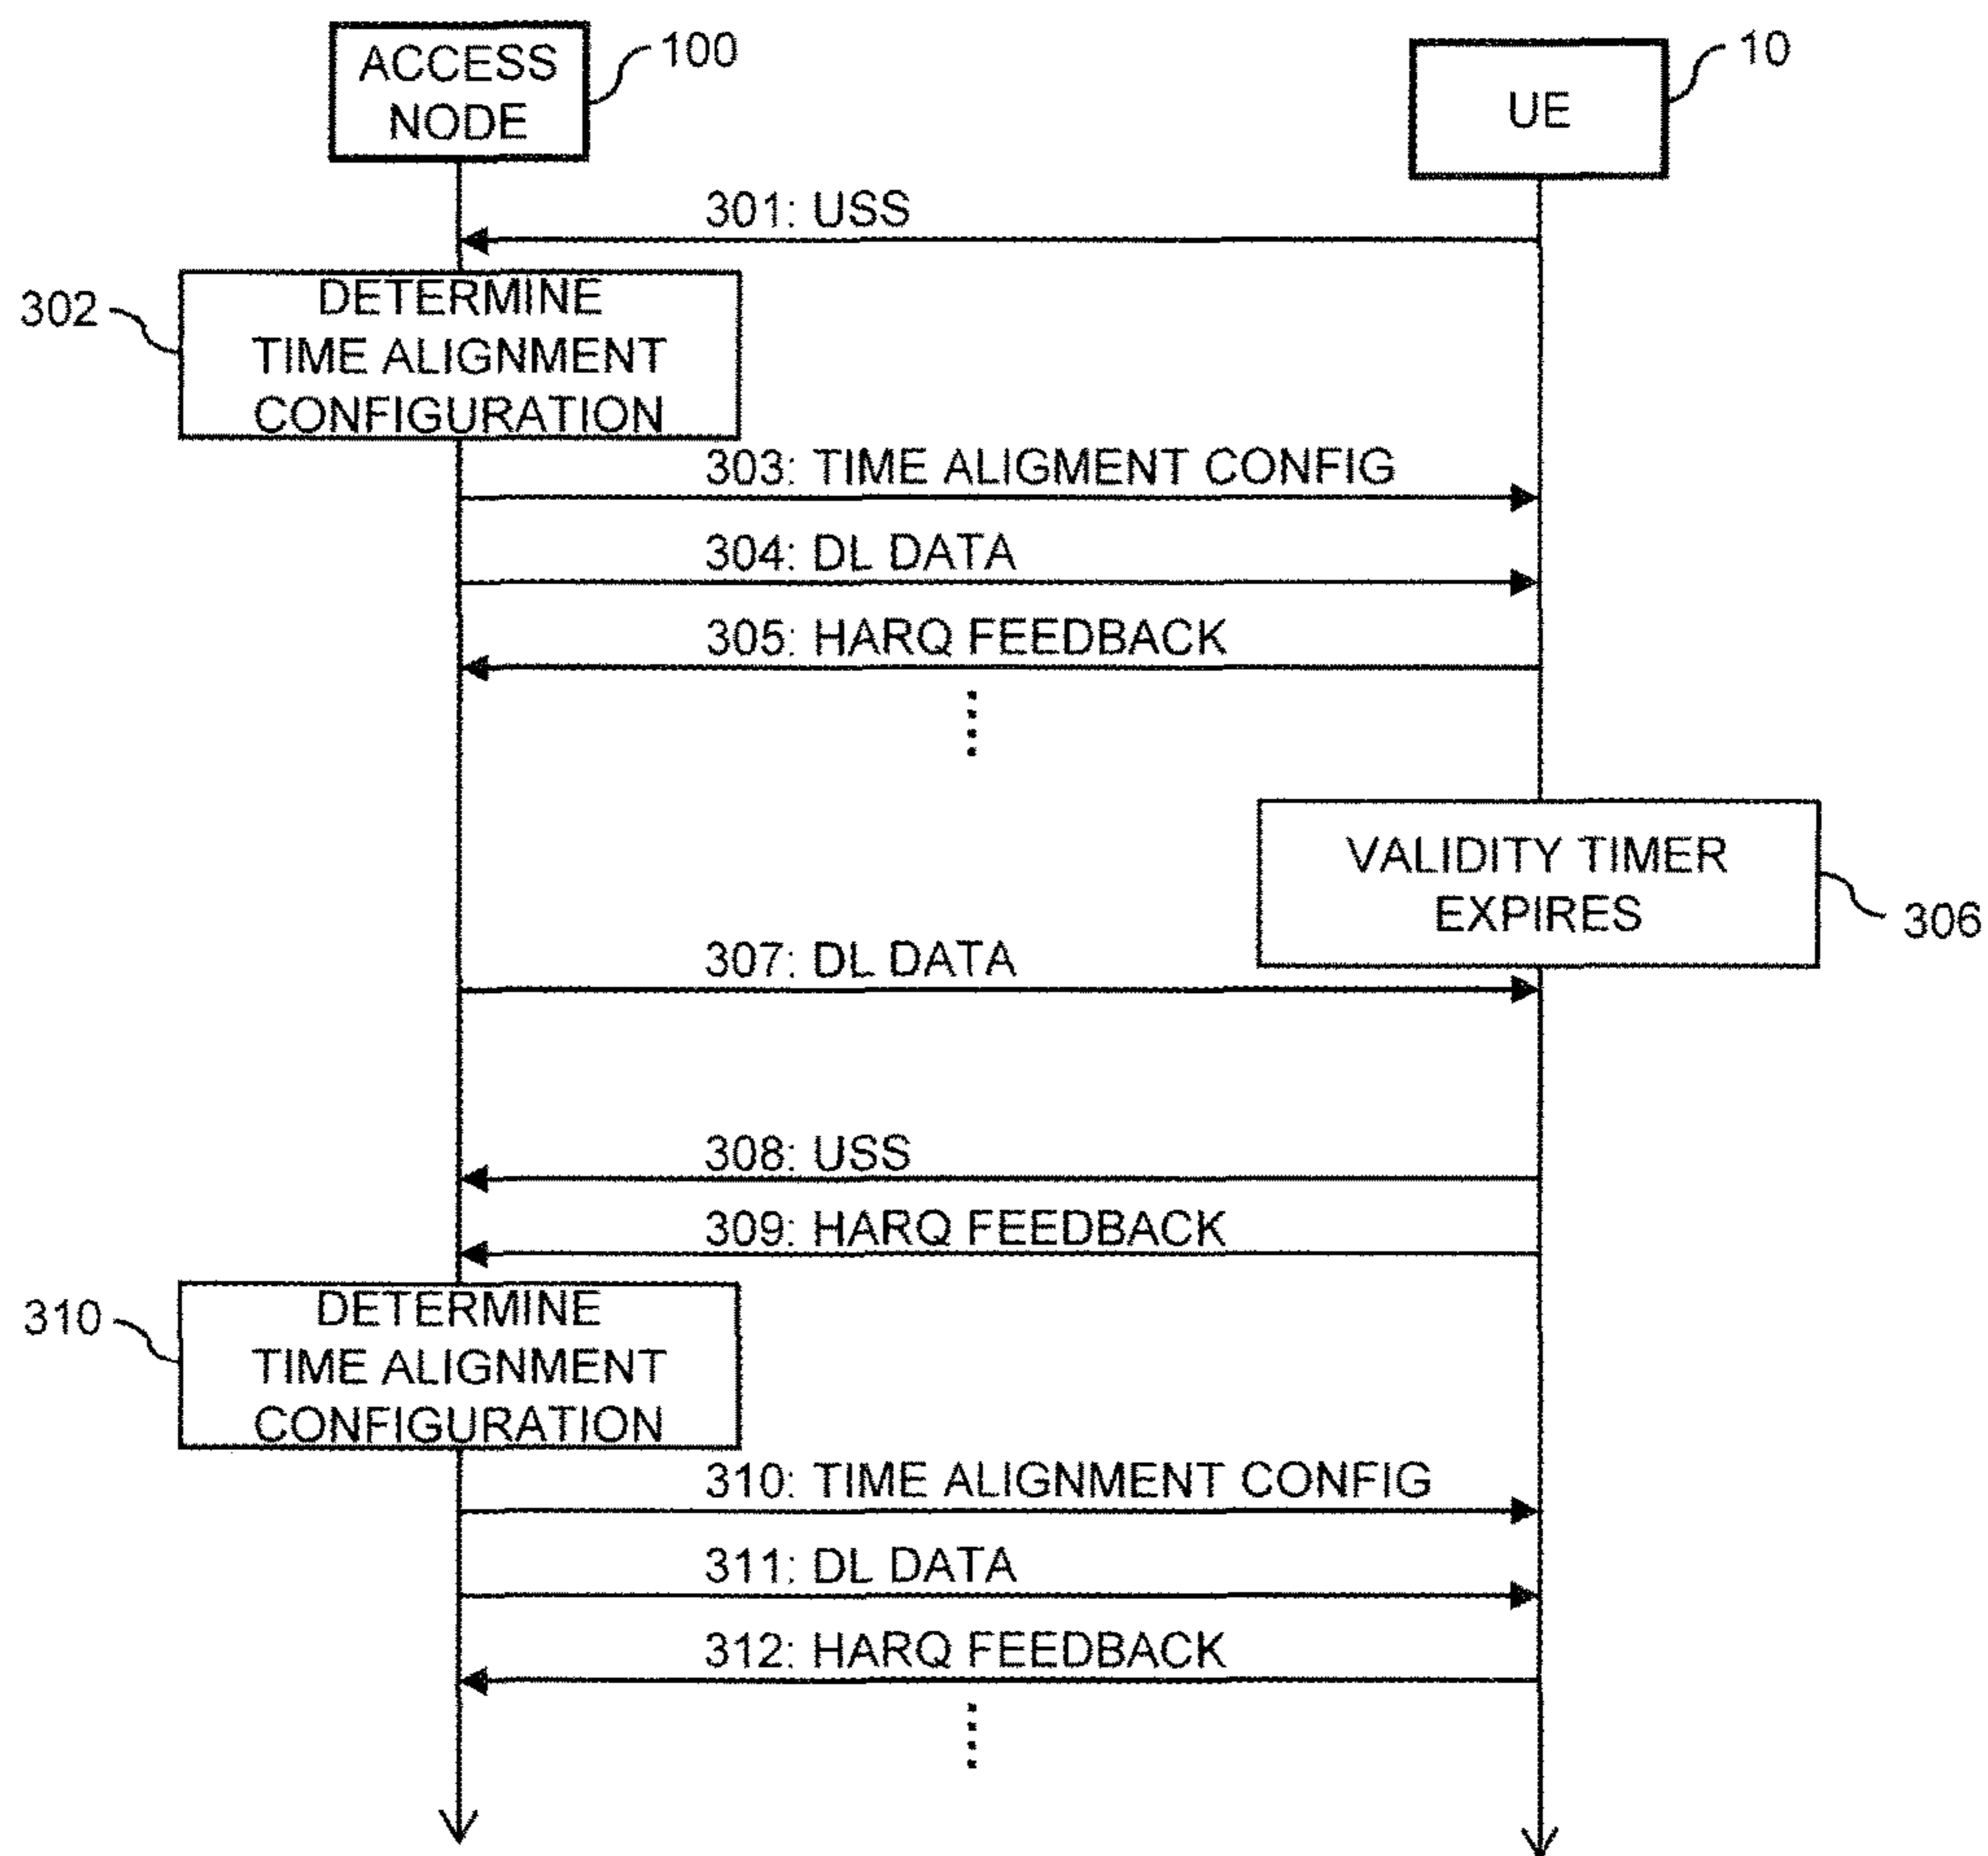 ACCESS
NODE
100
UE
10
301: USS
302
DETERMINE
TIME ALIGNMENT
CONFIGURATION
303: TIME ALIGMENT CONFIG
304: DL DATA
305: HARQ FEEDBACK
VALIDITY TIMER
EXPIRES
306
307: DL DATA
308: USS
309: HARQ FEEDBACK
310
DETERMINE
TIME ALIGNMENT
CONFIGURATION
310: TIME ALIGNMENT CONFIG
311: DL DATA
312: HARQ FEEDBACK